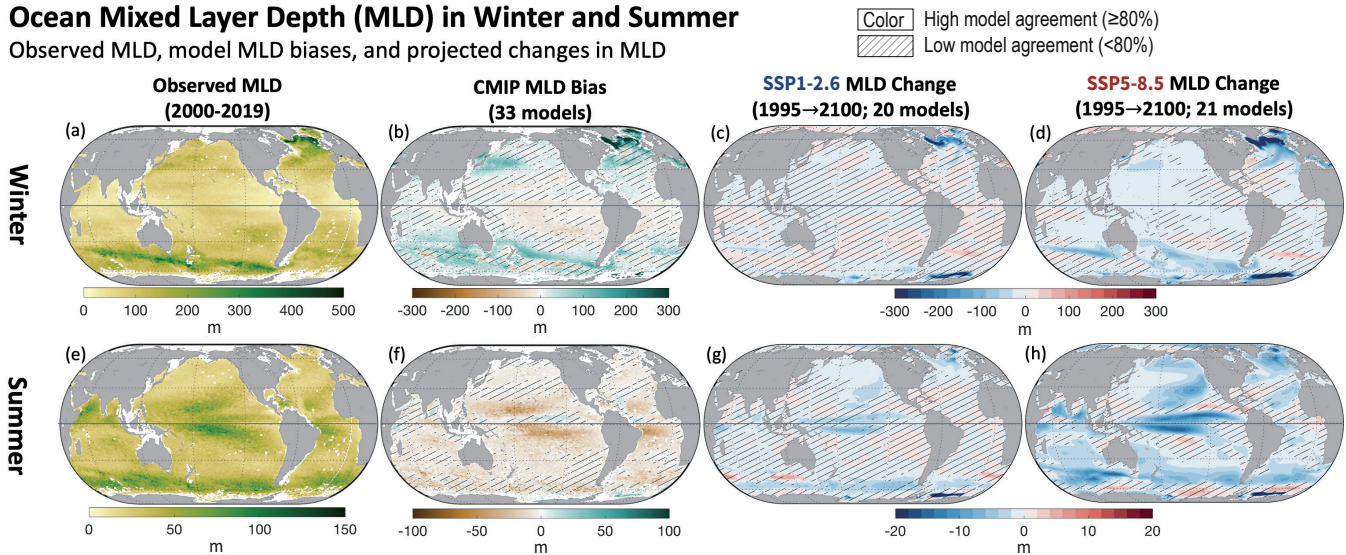 Ocean Mixed Layer Depth (MLD) in Winter and Summer
Observed MLD, model MLD biases, and projected changes in MLD
Color High model agreement (≥80%)
Low model agreement (<80%)
Observed MLD
(2000-2019)
CMIP MLD Bias
(33 models)
SSP1-2.6 MLD Change
(1995→2100; 20 models)
SSP5-8.5 MLD Change
(1995→2100; 21 models)
Winter
(a)
(b)
(c)
(d)
0 100 200 300 400 500
m
-300 -200 -100 0 100 200 300
m
-300 -200 -100 0 100 200 300
m
Summer
(e)
(f)
(g)
(h)
0 50 100 150
m
-100 -50 0 50 100
m
-20 -10 0 10 20
m